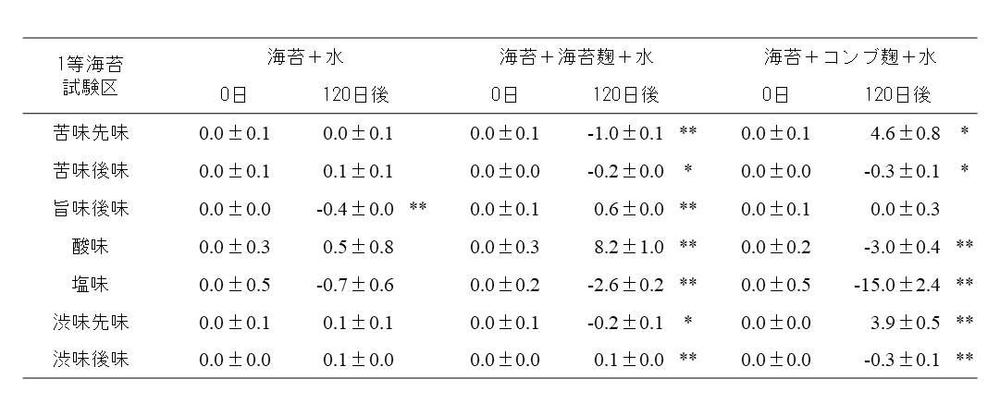 1等海苔
試験区
海苔＋水 海苔＋海苔麹＋水 海苔＋コンブ麹＋水
0日 120日後 0日 120日後 0日 120日後
苦味先味 0.0±0.1 0.0±0.1 0.0±0.1 -1.0±0.1 ** 0.0±0.1 4.6±0.8 *
苦味後味 0.0±0.1 0.1±0.1 0.0±0.0 -0.2±0.0 * 0.0±0.0 -0.3±0.1 *
旨味後味 0.0±0.0 -0.4±0.0 ** 0.0±0.1 0.6±0.0 ** 0.0±0.1 0.0±0.3
酸味 0.0±0.3 0.5±0.8 0.0±0.3 8.2±1.0 ** 0.0±0.2 -3.0±0.4 **
塩味 0.0±0.5 -0.7±0.6 0.0±0.2 -2.6±0.2 ** 0.0±0.5 -15.0±2.4 **
渋味先味 0.0±0.1 0.1±0.1 0.0±0.1 -0.2±0.1 * 0.0±0.0 3.9±0.5 **
渋味後味 0.0±0.0 0.1±0.0 0.0±0.0 0.1±0.0 ** 0.0±0.0 -0.3±0.1 **